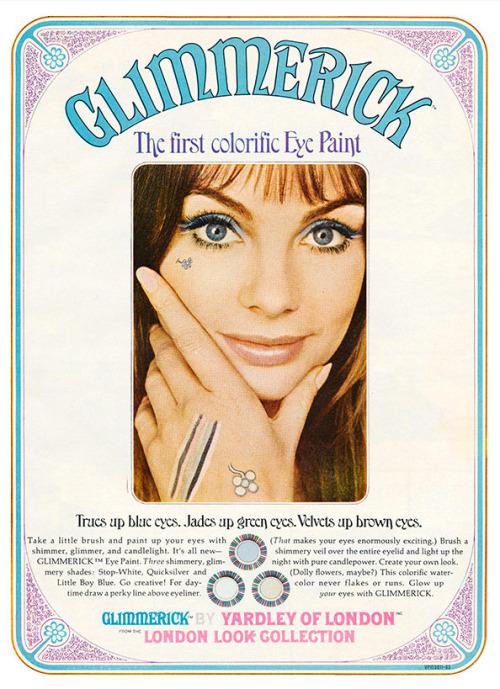 GLIMMERICK™
The first colorific Eye Paint
Trues up blue eyes. Jades up green eyes. Velvets up brown eyes.
Take a little brush and paint up your eyes with
shimmer, glimmer, and candlelight. It's all new—
GLIMMERICK™ Eye Paint. Three shimmery, glim-
mery shades: Stop-White, Quicksilver and
Little Boy Blue. Go creative! For day-
time draw a perky line above eyeliner.
(That makes your eyes enormously exciting.) Brush a
shimmery veil over the entire eyelid and light up the
night with pure candlepower. Create your own look.
(Dolly flowers, maybe?) This colorific water-
color never flakes or runs. Glow up
your eyes with GLIMMERICK.
GLIMMERICK™ BY YARDLEY OF LONDON INC.
FROM THE LONDON LOOK COLLECTION